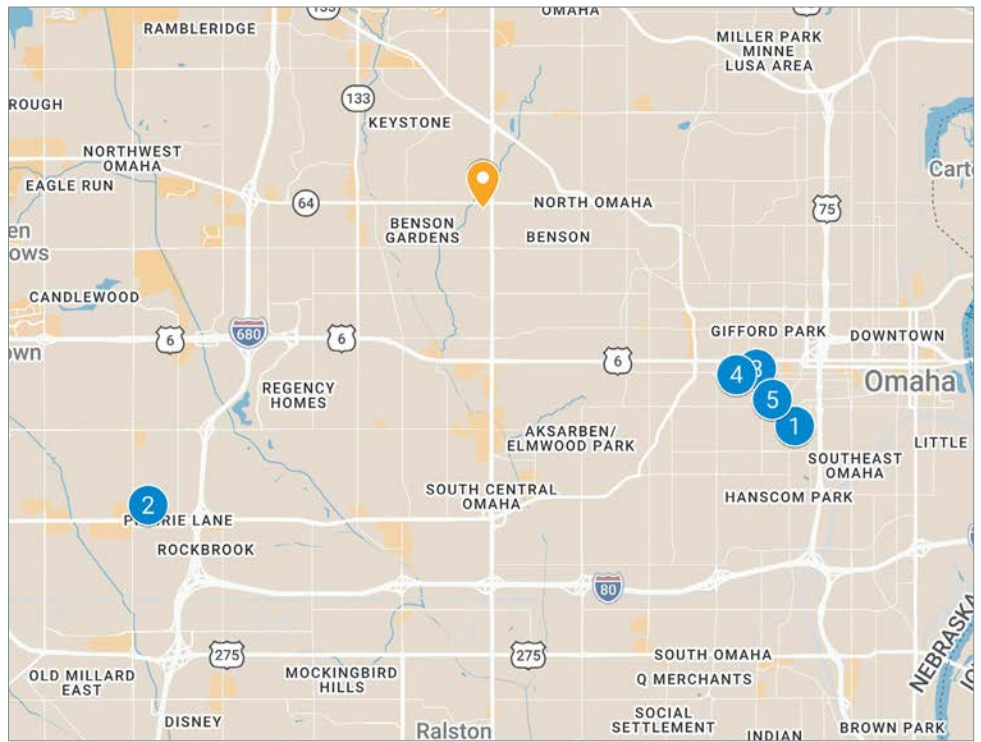 133
OMAHA
RAMBLERIDGE
MILLER PARK
MINNE
LUSA AREA
133
ROUGH
KEYSTONE
NORTHWEST
OMAHA
EAGLE RUN
Cart
64
NORTH OMAHA
75
BENSON
GARDENS
BENSON
en
ows
CANDLEWOOD
680
6
6
GIFFORD PARK
DOWNTOWN
own
6
4
3
Omaha
REGENCY
HOMES
5
1
AKSARBEN/
ELMWOOD PARK
LITTLE
SOUTHEAST
OMAHA
SOUTH CENTRAL
OMAHA
HANSCOM PARK
2
PRAIRIE LANE
ROCKBROOK
80
275
275
SOUTH OMAHA
NEBRASKA
OLD MILLARD
EAST
MOCKINGBIRD
HILLS
Q MERCHANTS
DISNEY
SOCIAL
SETTLEMENT
Ralston
INDIAN
BROWN PARK